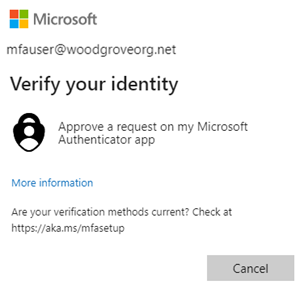 Microsoft
mfauser@woodgroveorg.net
Verify your identity
Approve a request on my Microsoft
Authenticator app
More information
Are your verification methods current? Check at
https://aka.ms/mfasetup
Cancel